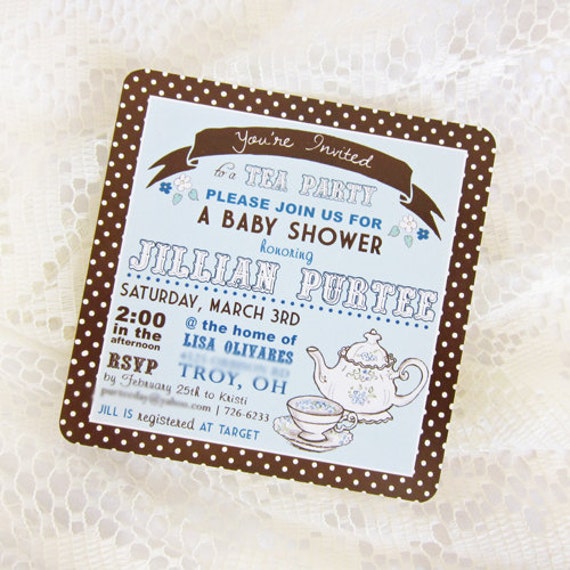 You're Invited
to a TEA PARTY
PLEASE JOIN US FOR
A BABY SHOWER
honoring
JILLIAN PURTEE
SATURDAY, MARCH 3RD
2:00
in the
afternoon
@ the home of
LISA OLIVARES
TROY, OH
RSVP
by February 25th to Kristi
| 726-6233
JILL IS registered AT TARGET